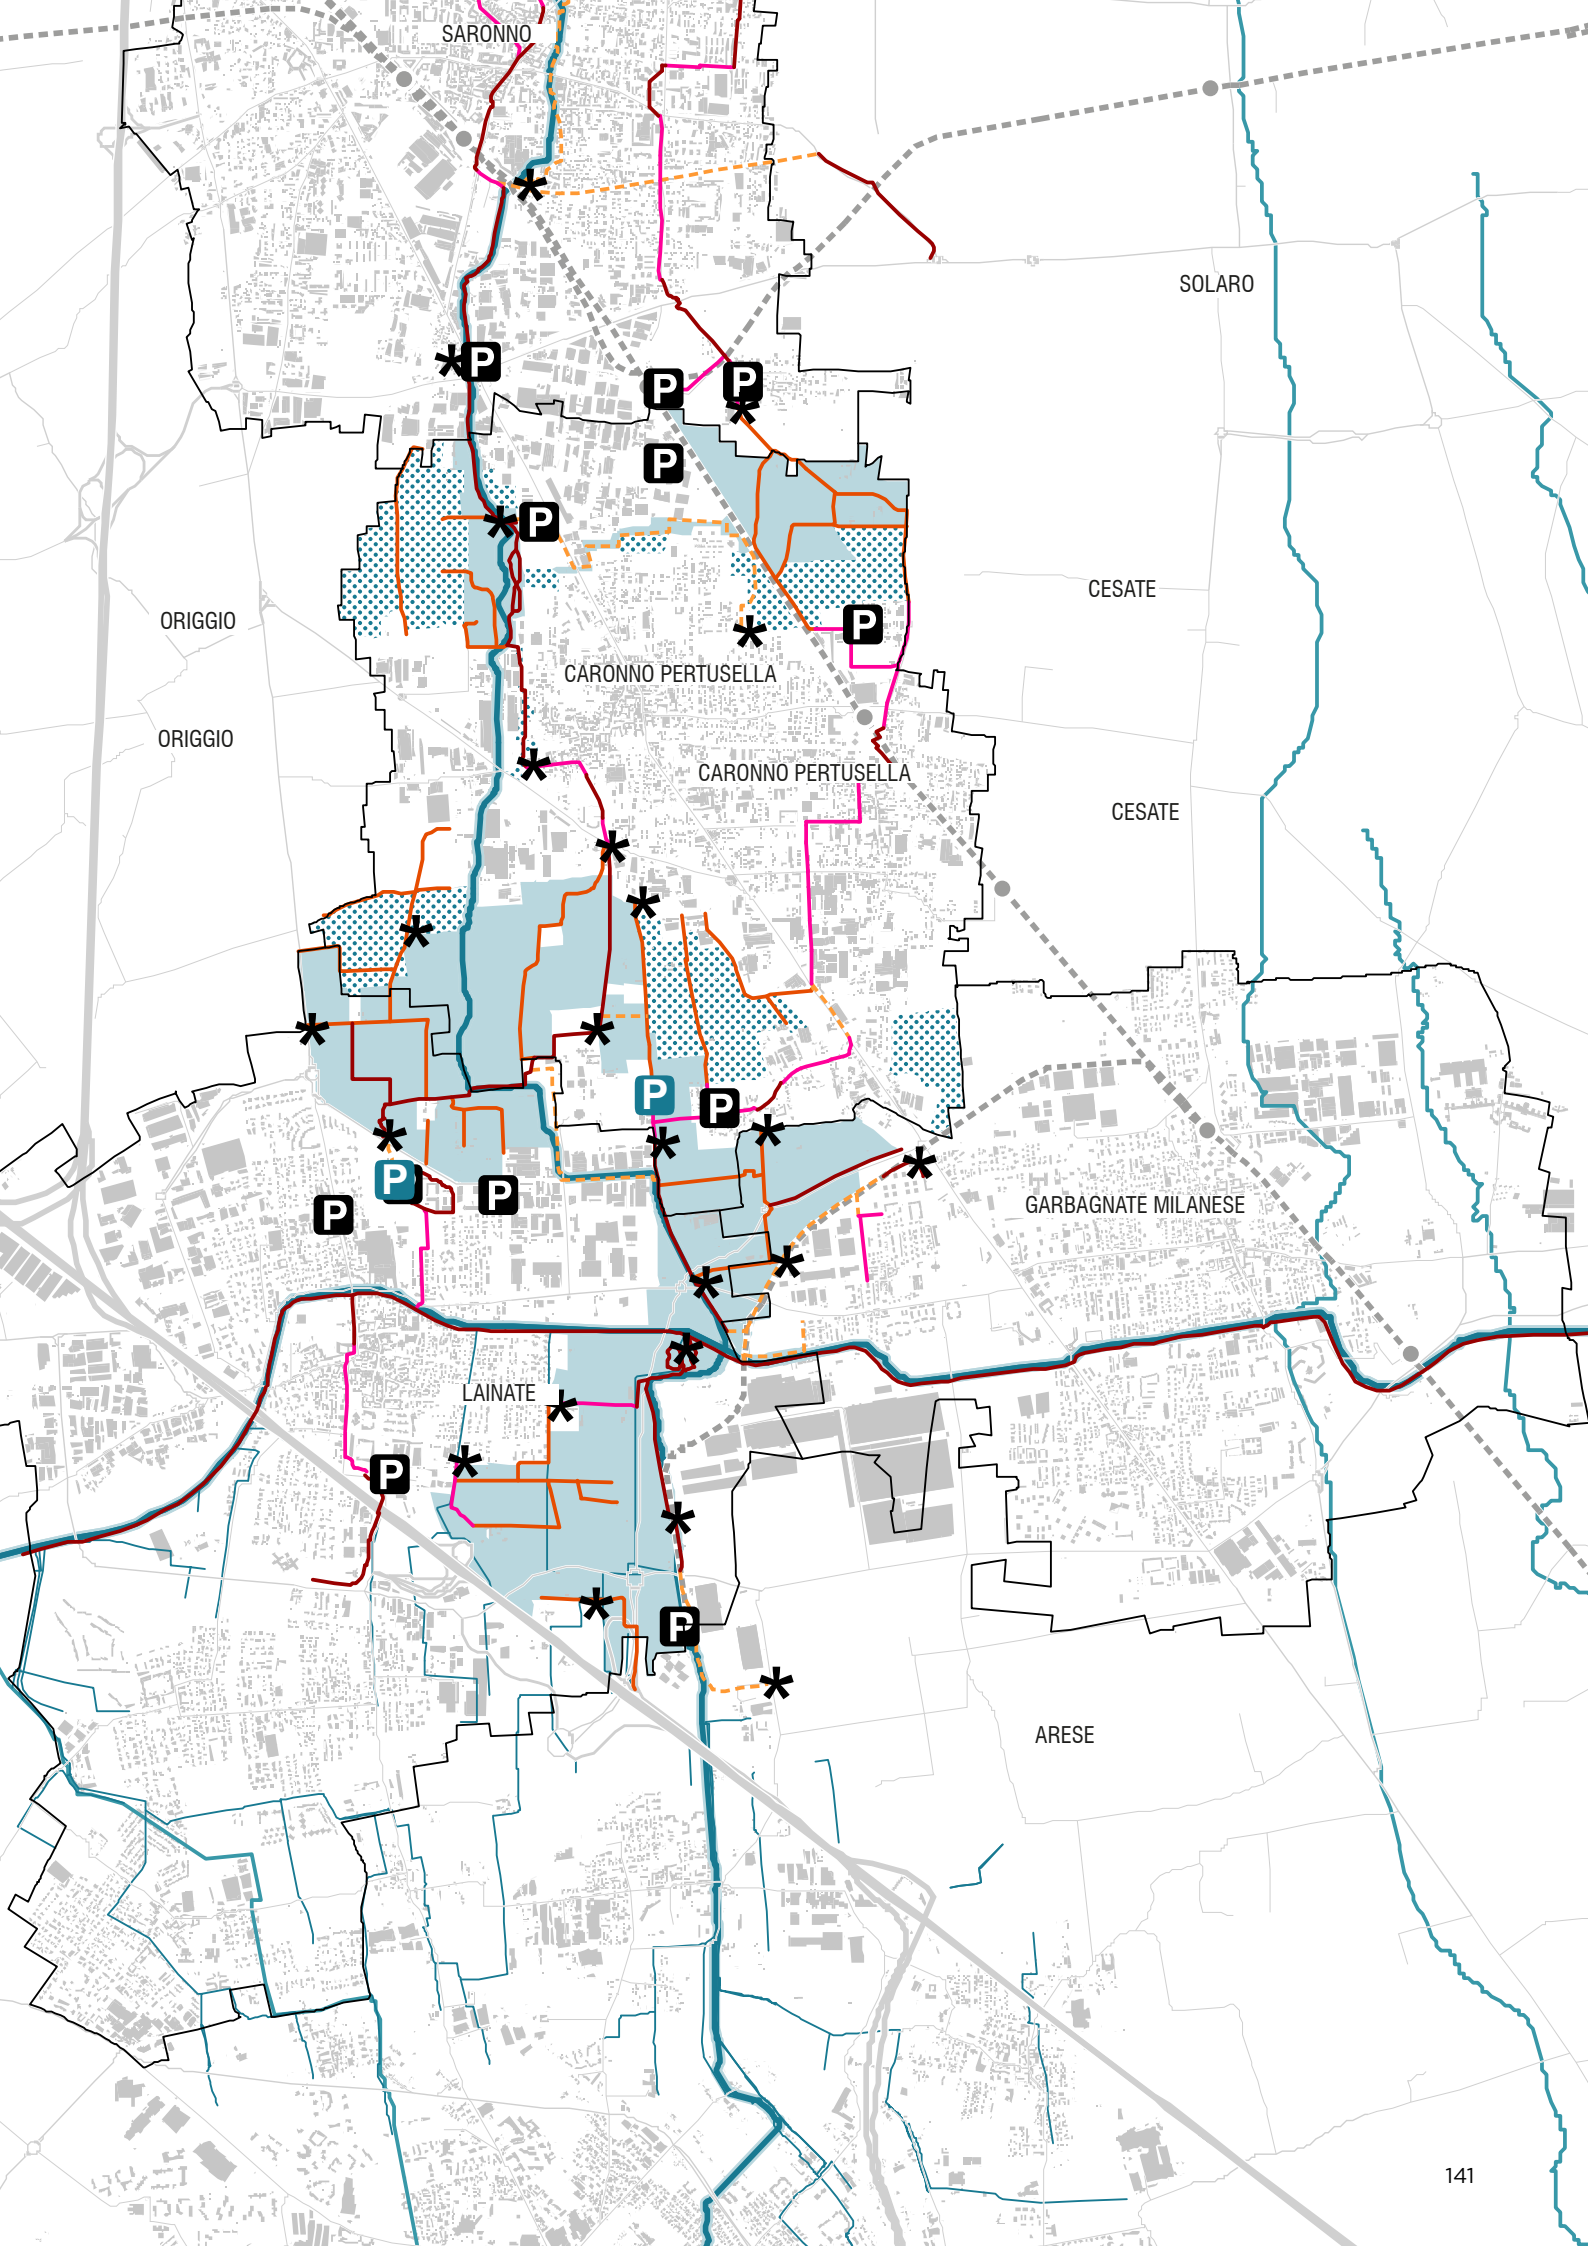 SARONNO
SOLARO
P
P
P
P
P
CESATE
ORIGGIO
P
CARONNO PERTUSELLA
ORIGGIO
CARONNO PERTUSELLA
CESATE
P
P
P
P
P
GARBAGNATE MILANESE
P
LAINATE
P
P
ARESE
141